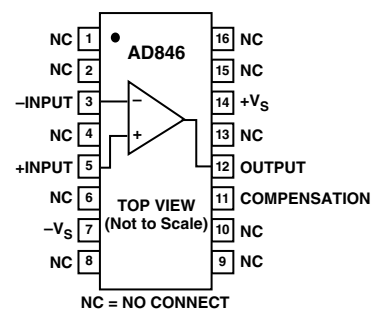 AD846
NC 1
NC 2
–INPUT 3
NC 4
+INPUT 5
NC 6
–VS 7
NC 8
16 NC
15 NC
14 +VS
13 NC
12 OUTPUT
11 COMPENSATION
10 NC
9 NC
–
+
TOP VIEW
(Not to Scale)
NC = NO CONNECT